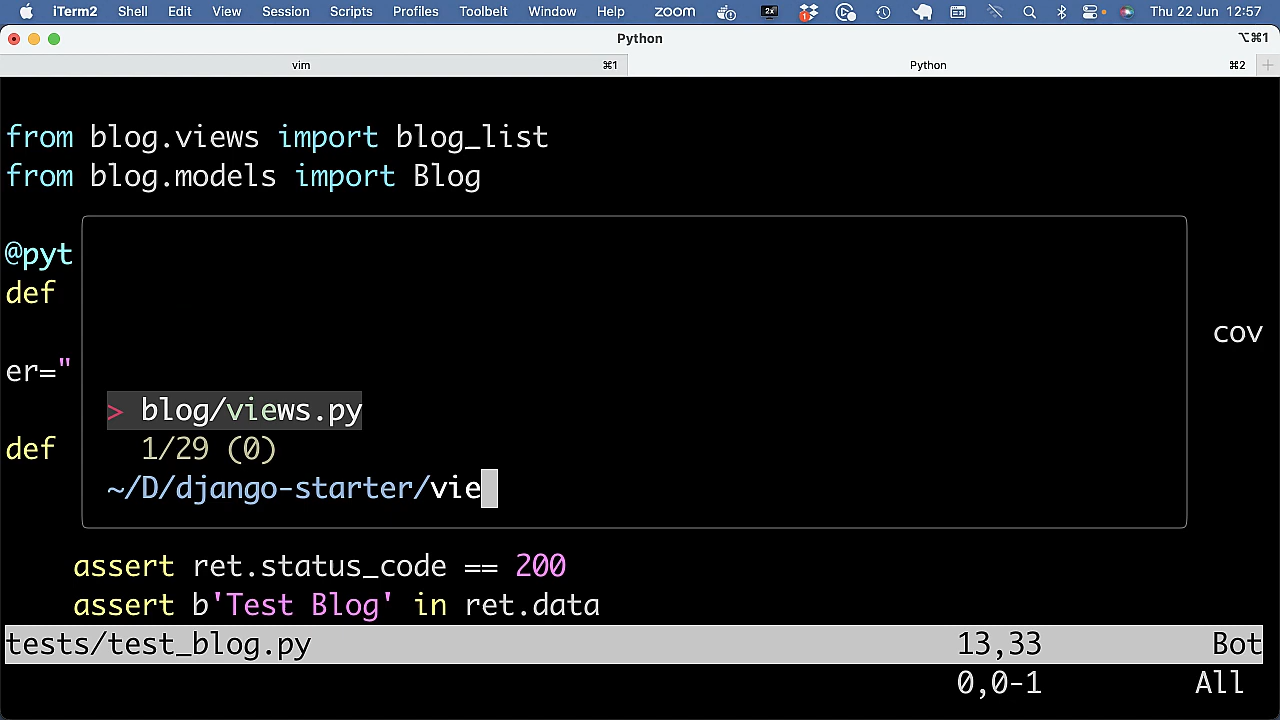 iTerm2 Shell Edit View Session Scripts Profiles Toolbelt Window Help zoom 2x 1 Thu 22 Jun 12:57
Python ⌥⌘1
vim ⌘1 Python ⌘2
from blog.views import blog_list
from blog.models import Blog
@pyt
def
cov
er="
> blog/views.py
def 1/29 (0)
~/D/django-starter/vie
assert ret.status_code == 200
assert b'Test Blog' in ret.data
tests/test_blog.py 13,33 Bot
0,0-1 All